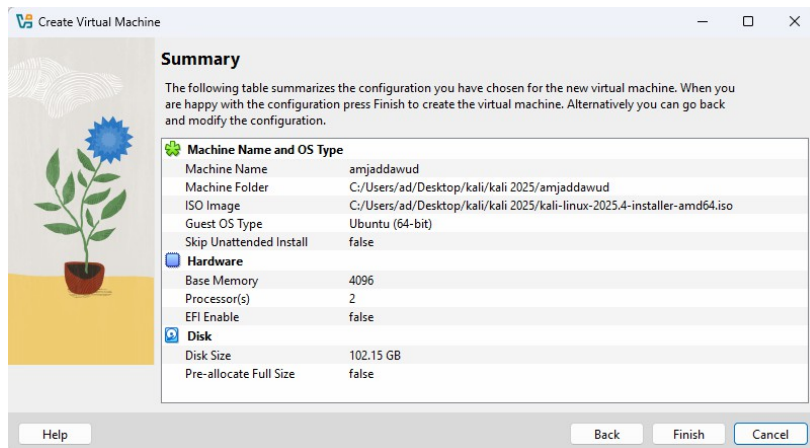 Create Virtual Machine
Summary
The following table summarizes the configuration you have chosen for the new virtual machine. When you
are happy with the configuration press Finish to create the virtual machine. Alternatively you can go back
and modify the configuration.
Machine Name and OS Type
Machine Name amjaddawud
Machine Folder C:/Users/ad/Desktop/kali/kali 2025/amjaddawud
ISO Image C:/Users/ad/Desktop/kali/kali 2025/kali-linux-2025.4-installer-amd64.iso
Guest OS Type Ubuntu (64-bit)
Skip Unattended Install false
Hardware
Base Memory 4096
Processor(s) 2
EFI Enable false
Disk
Disk Size 102.15 GB
Pre-allocate Full Size false
Help Back Finish Cancel